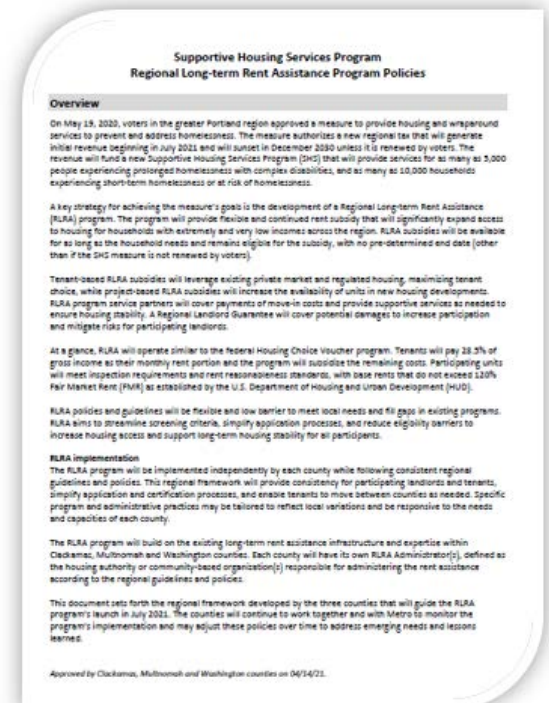 Supportive Housing Services Program
Regional Long-term Rent Assistance Program Policies
Overview
On May 19, 2020, voters in the greater Portland region approved a measure to provide housing and wraparound
services to prevent and address homelessness. The measure authorizes a new regional tax that will generate
initial revenue beginning in July 2021 and will sunset in December 2030 unless it is renewed by voters. The
revenue will fund a new Supportive Housing Services Program (SHS) that will provide services for as many as 5,000
people experiencing prolonged homelessness with complex disabilities, and as many as 10,000 households
experiencing short-term homelessness or at risk of homelessness.
A key strategy for achieving the measure's goals is the development of a Regional Long-term Rent Assistance
(RLRA) program. The program will provide flexible and continued rent subsidy that will significantly expand access
to housing for households with extremely and very low incomes across the region. RLRA subsidies will be available
for as long as the household needs and remains eligible for the subsidy, with no pre-determined end date (other
than if the SHS measure is not renewed by voters).
Tenant-based RLRA subsidies will leverage existing private market and regulated housing, maximizing tenant
choice, while project-based RLRA subsidies will increase the availability of units in new housing developments.
RLRA program service partners will cover payments of move-in costs and provide supportive services as needed to
ensure housing stability. A Regional Landlord Guarantee will cover potential damages to increase participation
and mitigate risks for participating landlords.
At a glance, RLRA will operate similar to the federal Housing Choice Voucher program. Tenants will pay 28.5% of
gross income as their monthly rent portion and the program will subsidize the remaining costs. Participating units
will meet inspection requirements and rent reasonableness standards, with base rents that do not exceed 120%
Fair Market Rent (FMR) as established by the U.S. Department of Housing and Urban Development (HUD).
RLRA policies and guidelines will be flexible and low barrier to meet local needs and fill gaps in existing programs.
RLRA aims to streamline screening criteria, simplify application processes, and reduce eligibility barriers to
increase housing access and support long-term housing stability for all participants.
RLRA implementation
The RLRA program will be implemented independently by each county while following consistent regional
guidelines and policies. This regional framework will provide consistency for participating landlords and tenants,
simplify application and certification processes, and enable tenants to move between counties as needed. Specific
program and administrative practices may be tailored to reflect local variations and be responsive to the needs
and capacities of each county.
The RLRA program will build on the existing long-term rent assistance infrastructure and expertise within
Clackamas, Multnomah and Washington counties. Each county will have its own RLRA Administrator(s), defined as
the housing authority or community-based organization(s) responsible for administering the rent assistance
according to the regional guidelines and policies.
This document sets forth the regional framework developed by the three counties that will guide the RLRA
program's launch in July 2021. The counties will continue to work together and with Metro to monitor the
program's implementation and may adjust these policies over time to address emerging needs and lessons
learned.
Approved by Clackamas, Multnomah and Washington counties on 04/14/21.